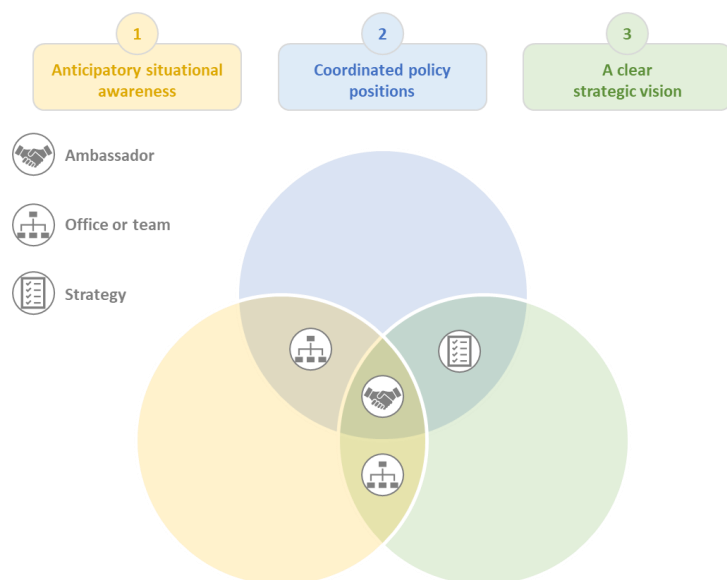 1
2
3
Anticipatory situational
awareness
Coordinated policy
positions
A clear
strategic vision
Ambassador
Office or team
Strategy